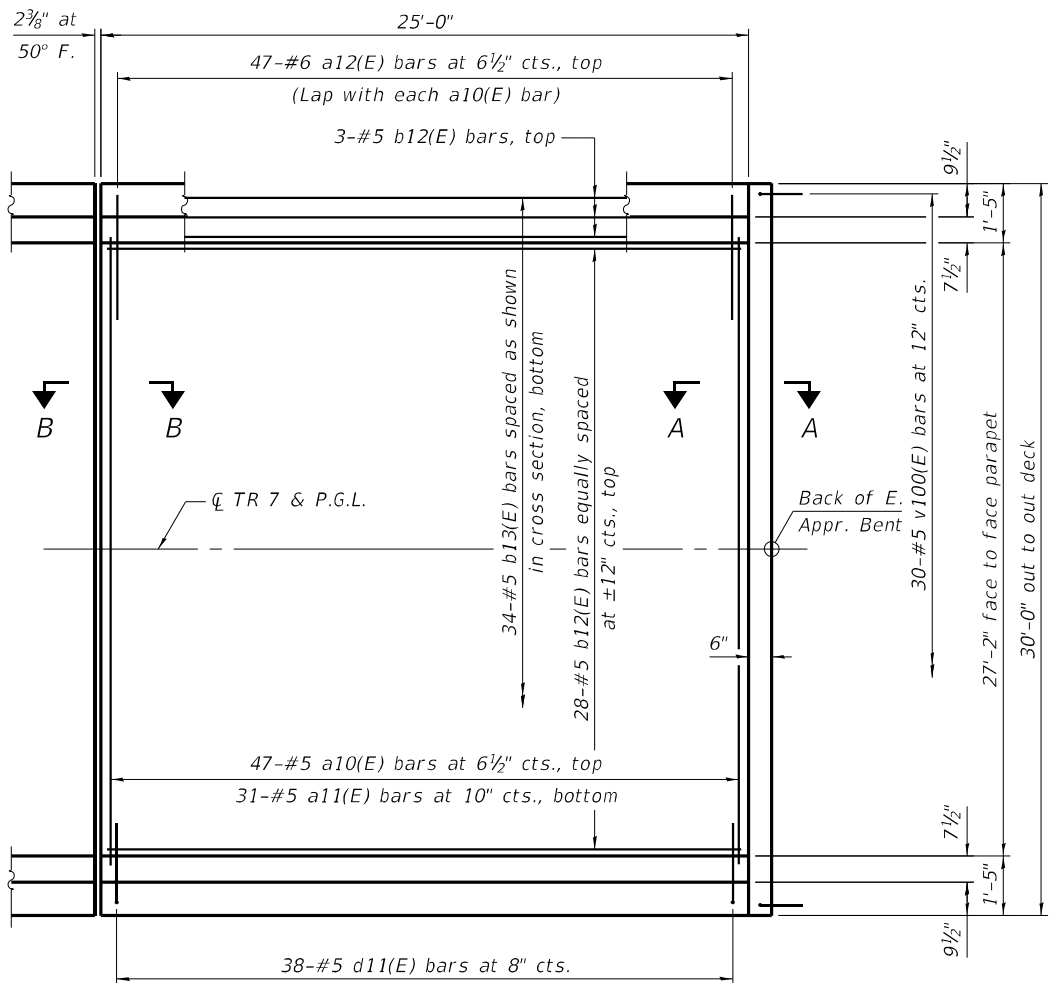 2⅜" at
50° F.
25'-0"
47-#6 a12(E) bars at 6½" cts., top
(Lap with each a10(E) bar)
3-#5 b12(E) bars, top
9½"
1'-5"
7½"
34-#5 b13(E) bars spaced as shown
in cross section, bottom
28-#5 b12(E) bars equally spaced
at ±12" cts., top
30-#5 v100(E) bars at 12" cts.
27'-2" face to face parapet
30'-0" out to out deck
B
B
A
A
℄ TR 7 & P.G.L.
Back of E.
Appr. Bent
6"
47-#5 a10(E) bars at 6½" cts., top
31-#5 a11(E) bars at 10" cts., bottom
7½"
1'-5"
9½"
38-#5 d11(E) bars at 8" cts.